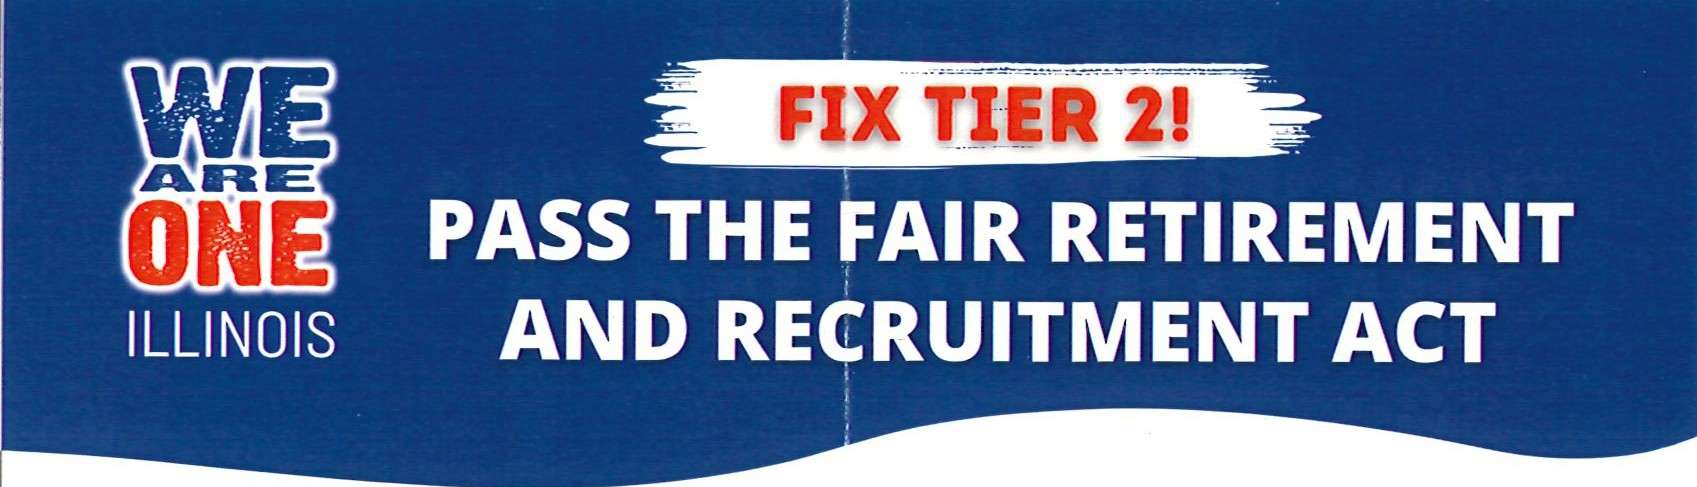 WE
ARE
ONE
ILLINOIS
FIX TIER 2!
PASS THE FAIR RETIREMENT
AND RECRUITMENT ACT